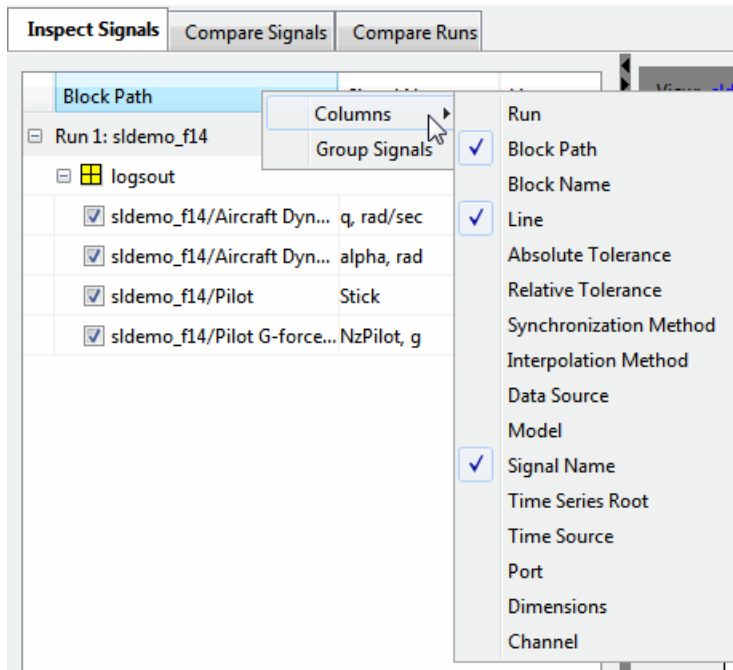 Inspect Signals Compare Signals Compare Runs
Block Path
Columns
Group Signals
Run 1: sldemo_f14
logsout
sldemo_f14/Aircraft Dyn... q, rad/sec
sldemo_f14/Aircraft Dyn... alpha, rad
sldemo_f14/Pilot Stick
sldemo_f14/Pilot G-force... NzPilot, g
Run
Block Path
Block Name
Line
Absolute Tolerance
Relative Tolerance
Synchronization Method
Interpolation Method
Data Source
Model
Signal Name
Time Series Root
Time Source
Port
Dimensions
Channel